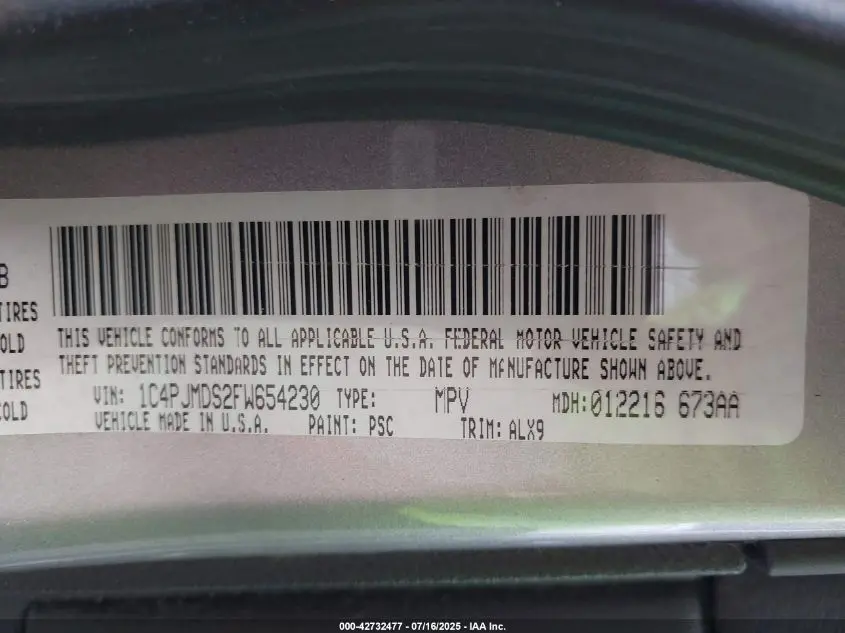 B
TIRES
THIS VEHICLE CONFORMS TO ALL APPLICABLE U.S.A. FEDERAL MOTOR VEHICLE SAFETY AND
OLD
THEFT PREVENTION STANDARDS IN EFFECT ON THE DATE OF MANUFACTURE SHOWN ABOVE.
TIRES
VIN: 1C4PJMDS2FW654230 TYPE: MPV MDH:012216 673AA
COLD
VEHICLE MADE IN U.S.A. PAINT: PSC TRIM: ALX9
000-42732477 - 07/16/2025 - IAA Inc.